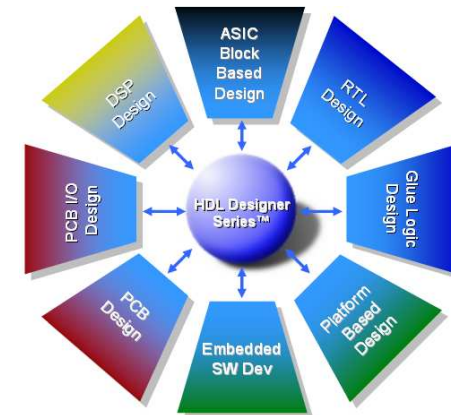 ASIC
Block
Based
Design
RTL
Design
Glue Logic
Design
Platform
Based
Design
Embedded
SW Dev
PCB
Design
PCB I/O
Design
DSP
Design
HDL Designer
Series™